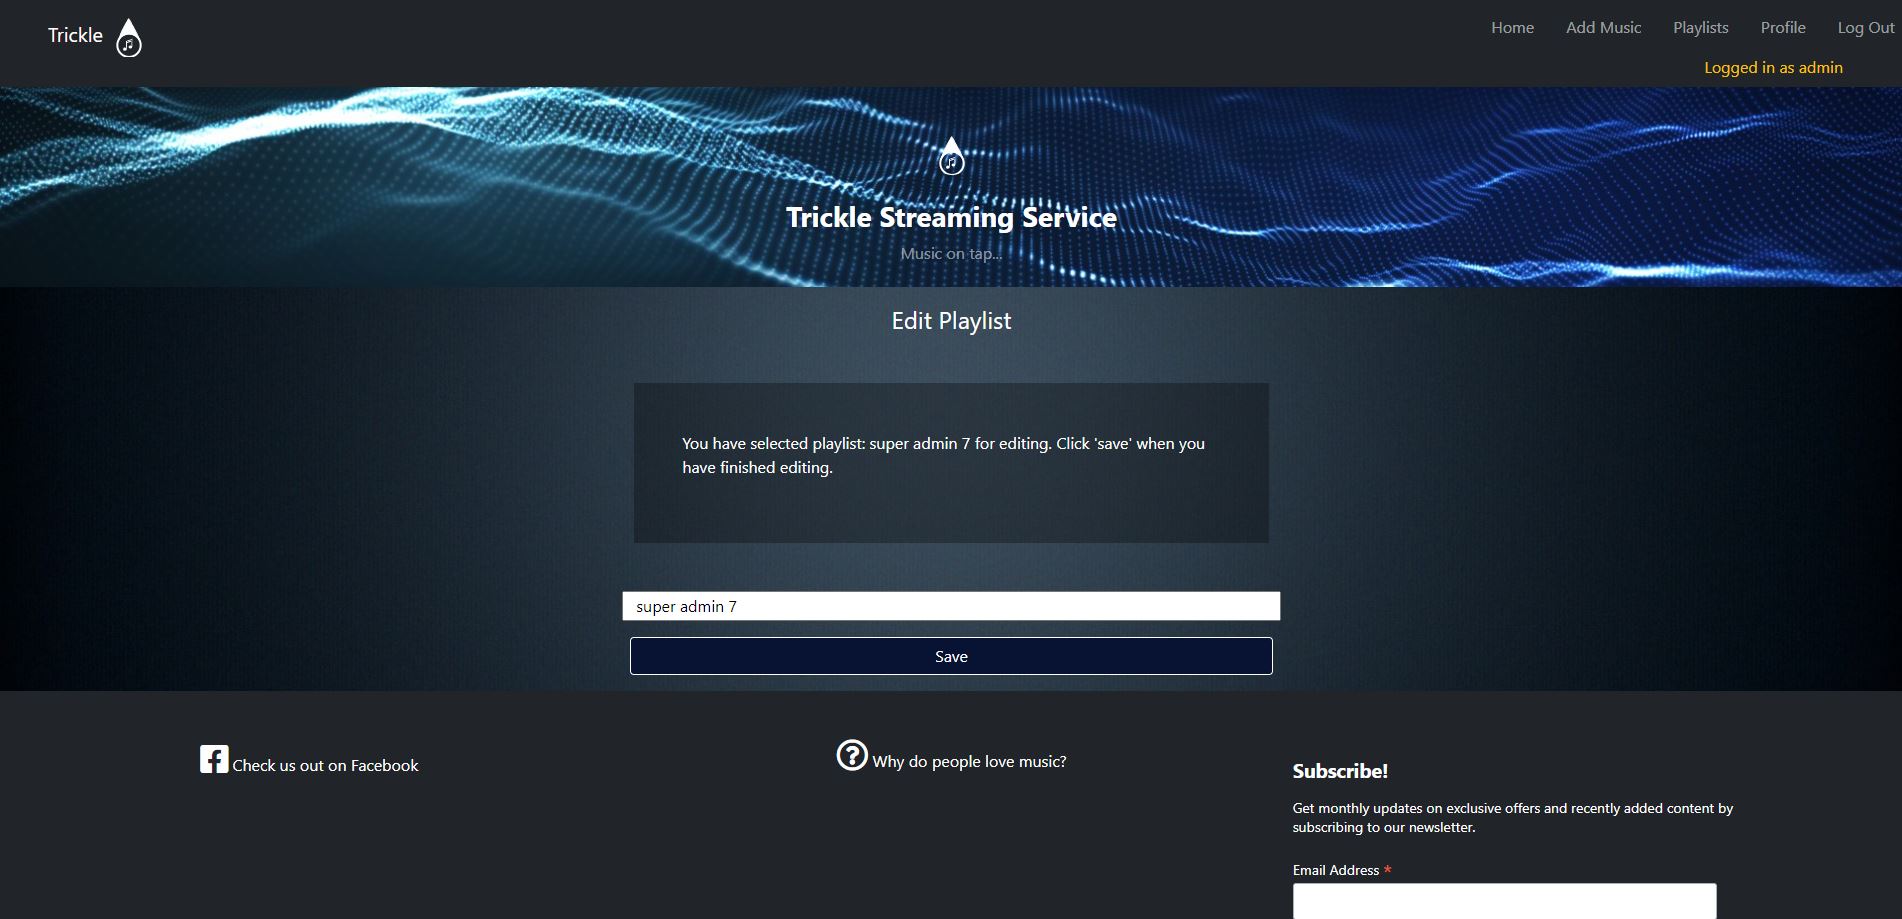 Trickle
Home Add Music Playlists Profile Log Out
Logged in as admin
Trickle Streaming Service
Music on tap...
Edit Playlist
You have selected playlist: super admin 7 for editing. Click 'save' when you
have finished editing.
super admin 7
Save
Check us out on Facebook
Why do people love music?
Subscribe!
Get monthly updates on exclusive offers and recently added content by
subscribing to our newsletter.
Email Address *